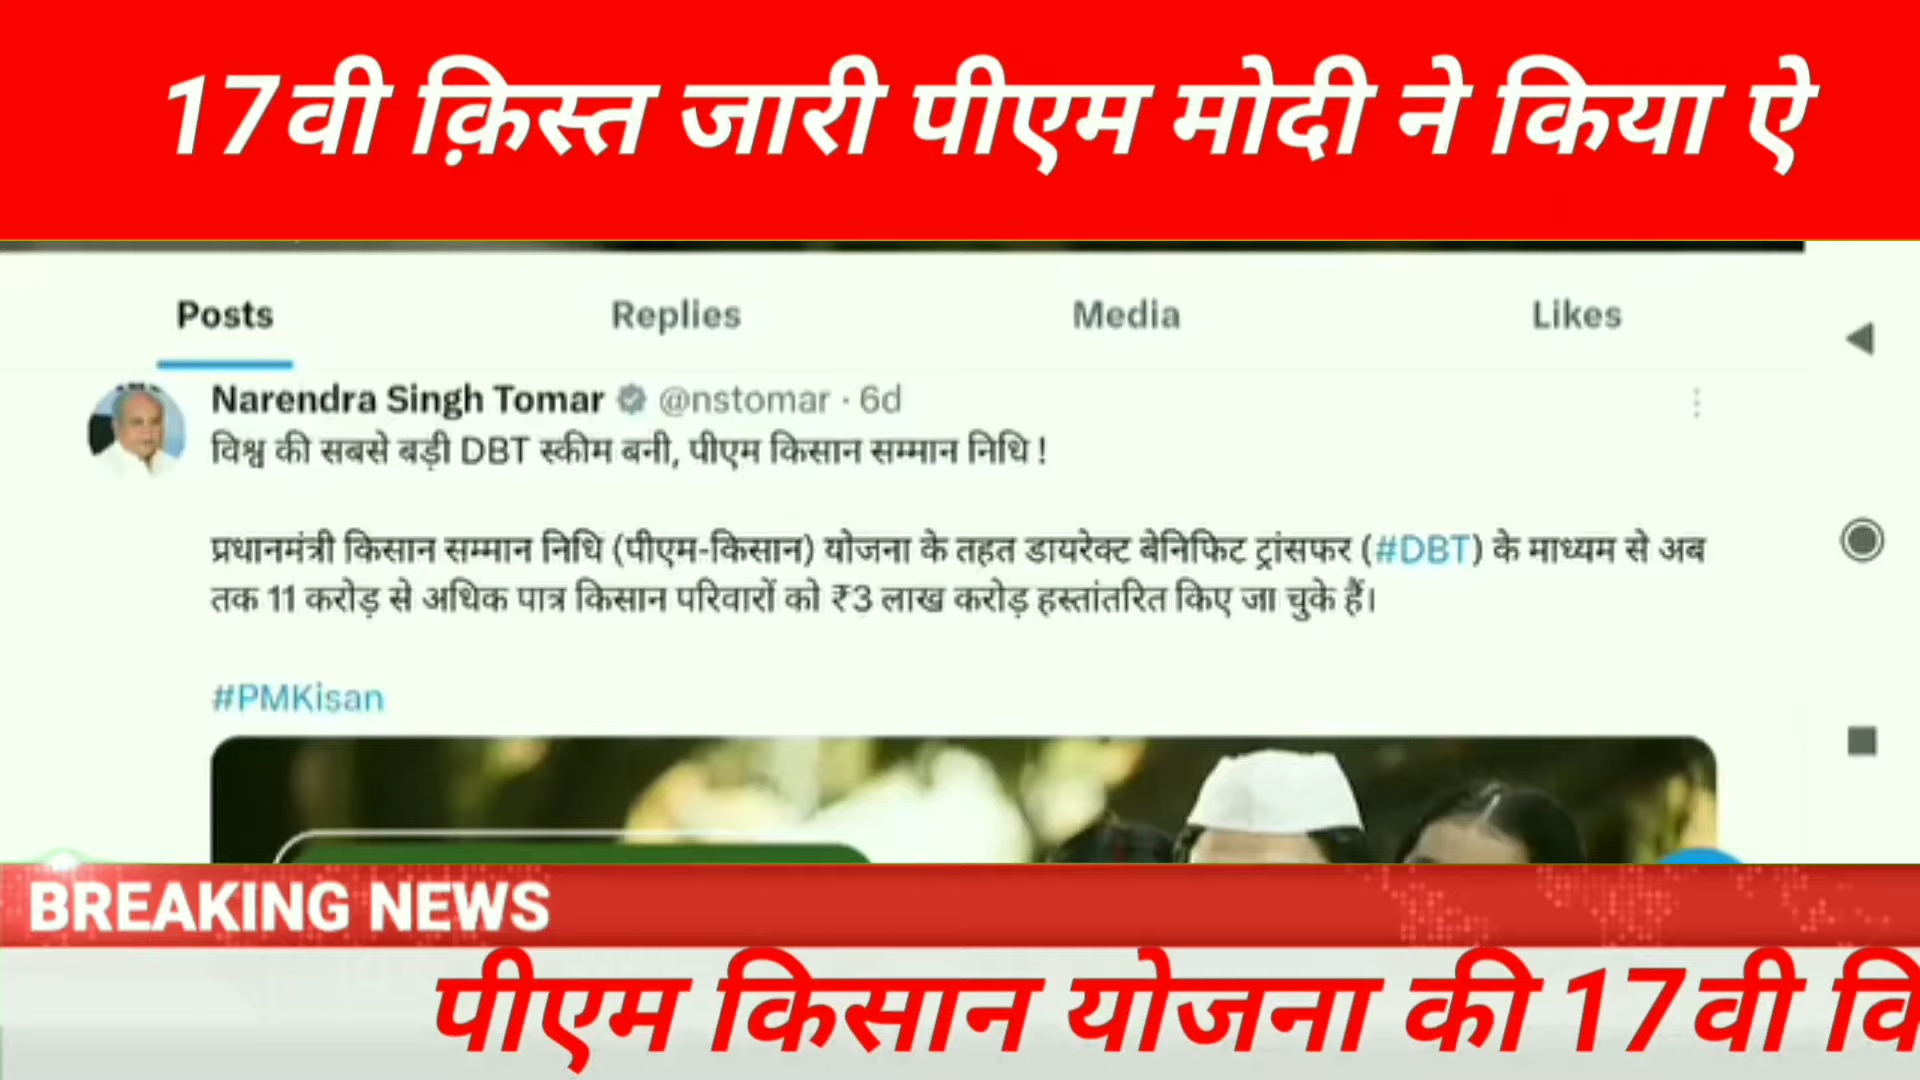 17वी क़िस्त जारी पीएम मोदी ने किया ऐ
Posts Replies Media Likes
Narendra Singh Tomar @nstomar · 6d
विश्व की सबसे बड़ी DBT स्कीम बनी, पीएम किसान सम्मान निधि !
प्रधानमंत्री किसान सम्मान निधि (पीएम-किसान) योजना के तहत डायरेक्ट बेनिफिट ट्रांसफर (#DBT) के माध्यम से अब
तक 11 करोड़ से अधिक पात्र किसान परिवारों को ₹3 लाख करोड़ हस्तांतरित किए जा चुके हैं।
#PMKisan
BREAKING NEWS
पीएम किसान योजना की 17वी